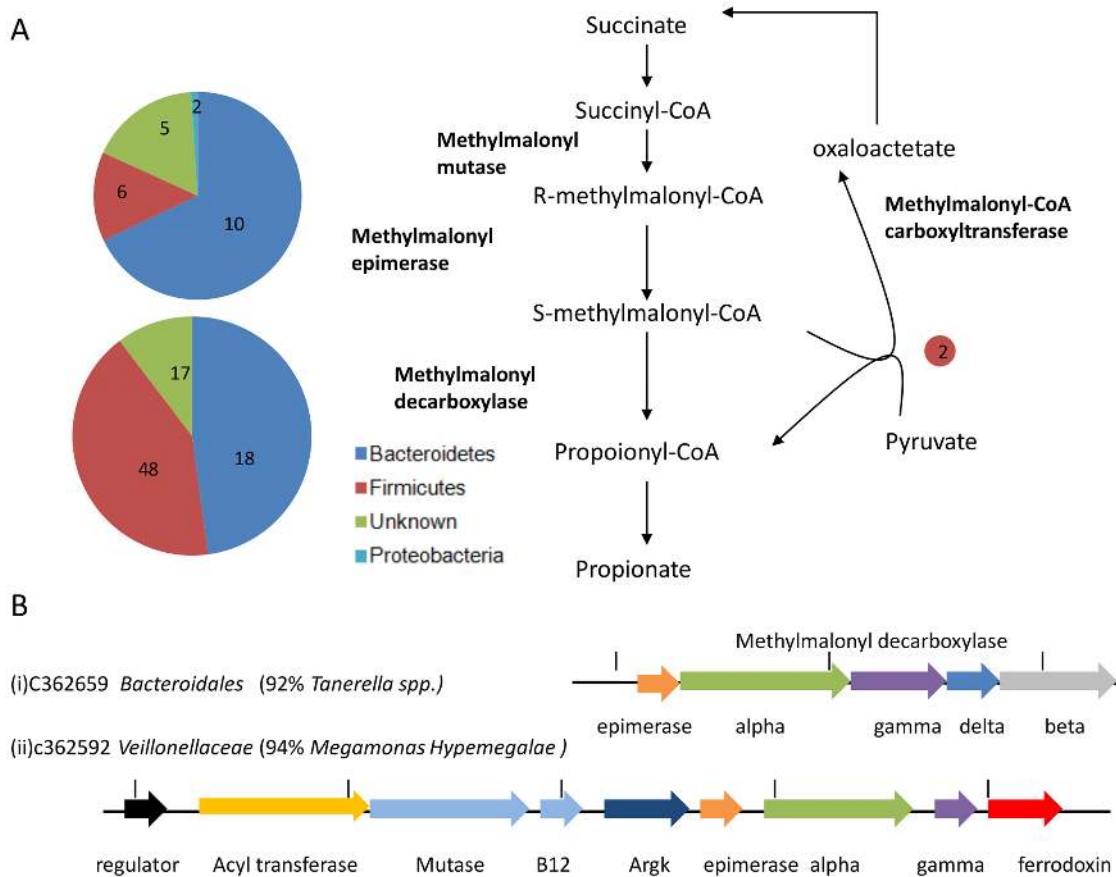 A
Succinate
Succinyl-CoA
Methylmalonyl
mutase
R-methylmalonyl-CoA
oxaloactetate
Methylmalonyl-CoA
carboxyltransferase
2
5
6
10
Methylmalonyl
epimerase
S-methylmalonyl-CoA
2
17
48
18
Methylmalonyl
decarboxylase
Pyruvate
Propoionyl-CoA
Bacteroidetes
Firmicutes
Unknown
Proteobacteria
Propionate
B
Methylmalonyl decarboxylase
(i)C362659 Bacteroidales (92% Tanerella spp.)
epimerase alpha gamma delta beta
(ii)c362592 Veillonellaceae (94% Megamonas Hypemegalae )
regulator Acyl transferase Mutase B12 Argk epimerase alpha gamma ferrodoxin